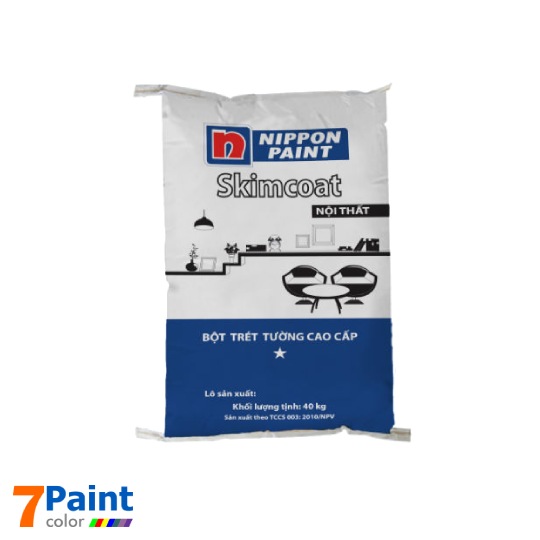 n
NIPPON
PAINT
Skimcoat
NỘI THẤT
BỘT TRÉT TƯỜNG CAO CẤP
Lô sản xuất:
Khối lượng tịnh: 40 kg
Sản xuất theo TCCS 003: 2010/NPV
7Paint
color